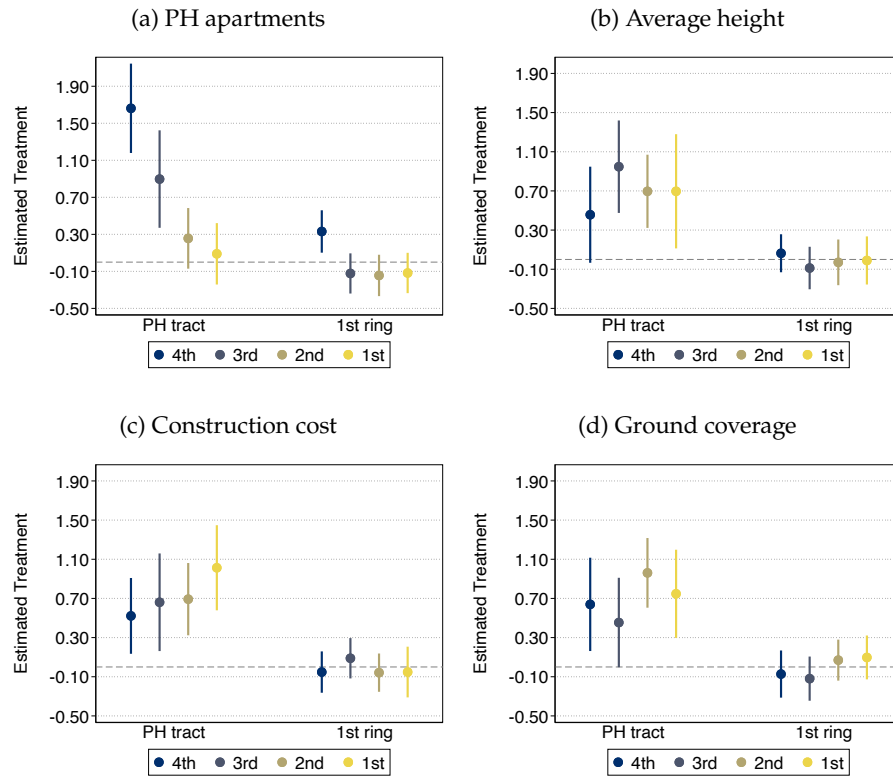 (a) PH apartments
Estimated Treatment
1.90
1.50
1.10
0.70
0.30
-0.10
-0.50
PH tract 1st ring
4th 3rd 2nd 1st
(b) Average height
Estimated Treatment
1.90
1.50
1.10
0.70
0.30
-0.10
-0.50
PH tract 1st ring
4th 3rd 2nd 1st
(c) Construction cost
Estimated Treatment
1.90
1.50
1.10
0.70
0.30
-0.10
-0.50
PH tract 1st ring
4th 3rd 2nd 1st
(d) Ground coverage
Estimated Treatment
1.90
1.50
1.10
0.70
0.30
-0.10
-0.50
PH tract 1st ring
4th 3rd 2nd 1st